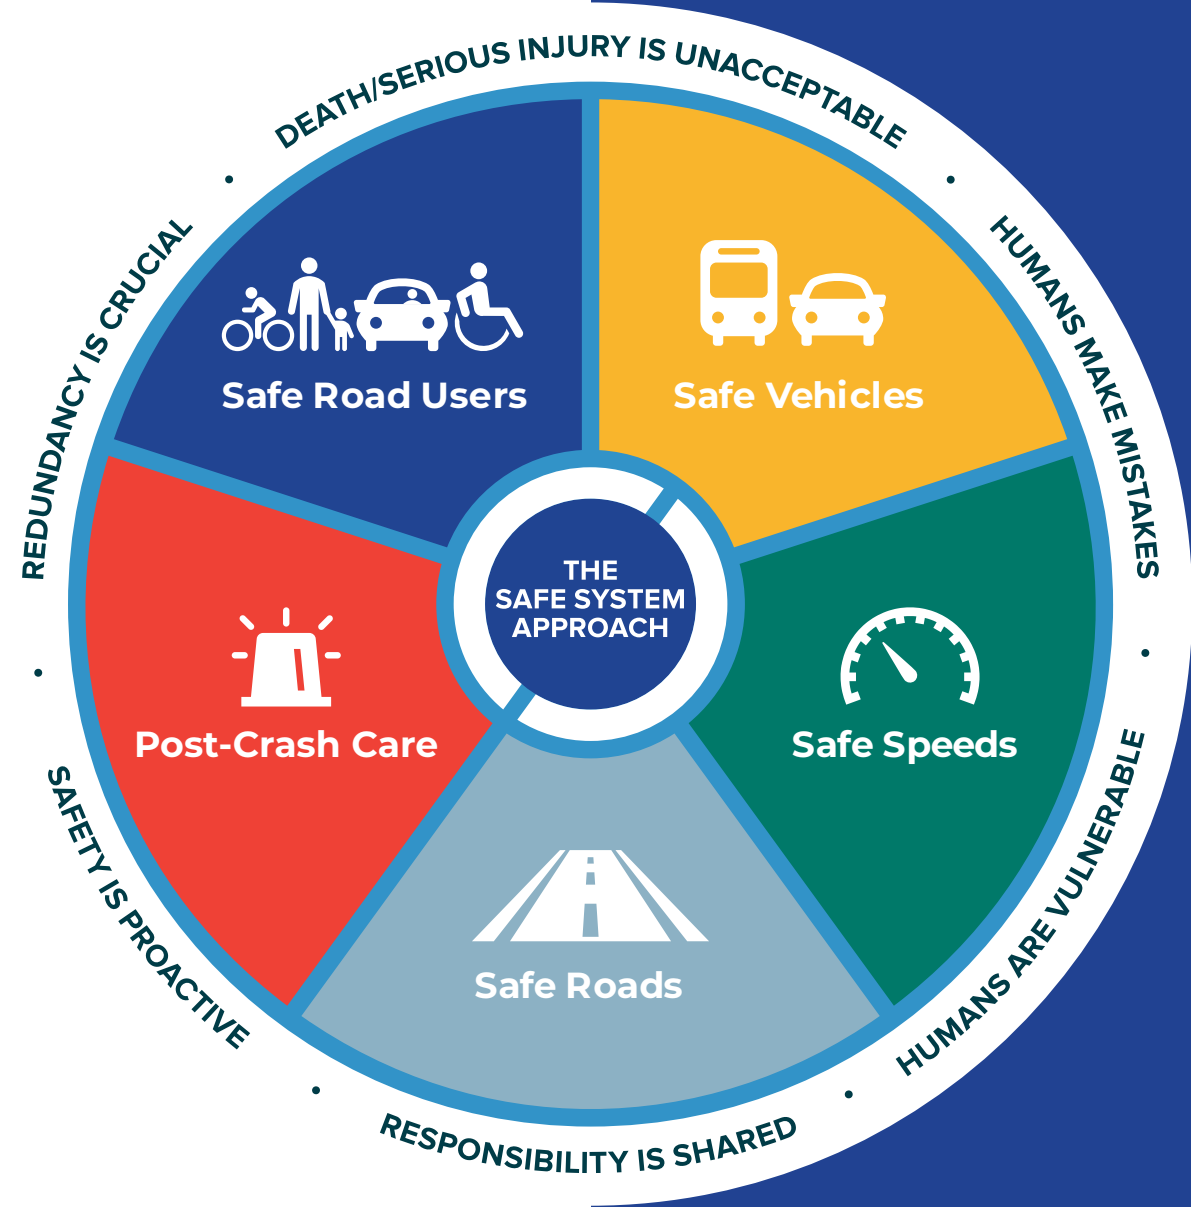 DEATH/SERIOUS INJURY IS UNACCEPTABLE
HUMANS MAKE MISTAKES
HUMANS ARE VULNERABLE
RESPONSIBILITY IS SHARED
SAFETY IS PROACTIVE
REDUNDANCY IS CRUCIAL
Safe Road Users
Safe Vehicles
THE
SAFE SYSTEM
APPROACH
Post-Crash Care
Safe Speeds
Safe Roads